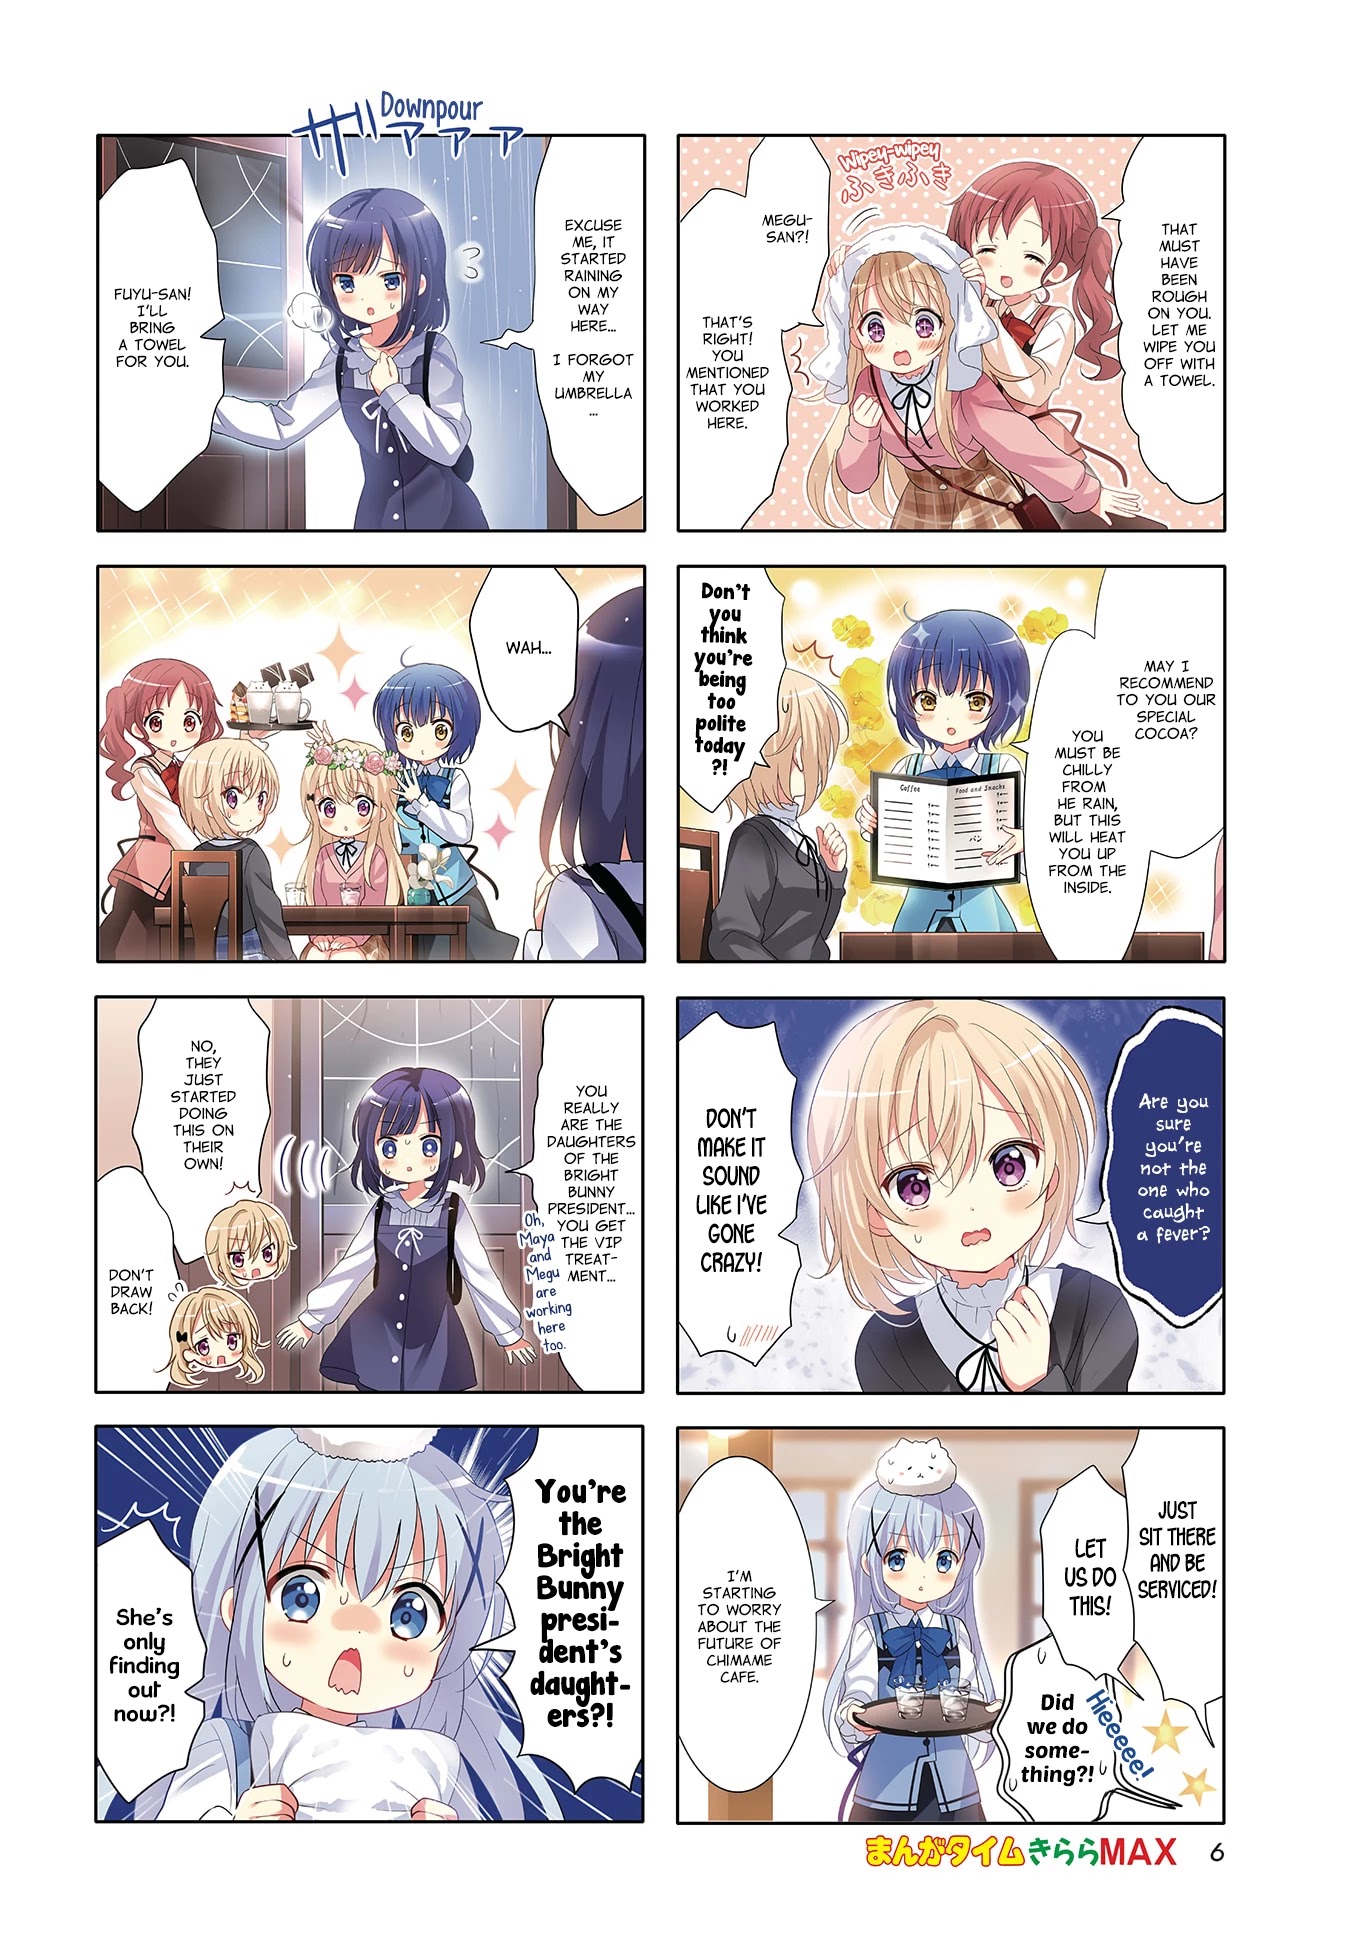 Wipey-wipey
ふきふき
THAT
MUST
HAVE
BEEN
ROUGH
ON YOU.
LET ME
WIPE YOU
OFF WITH
A TOWEL.
MEGU-
SAN?!
THAT'S
RIGHT!
YOU
MENTIONED
THAT YOU
WORKED
HERE.
MAY I
RECOMMEND
TO YOU OUR
SPECIAL
COCOA?
YOU
MUST BE
CHILLY
FROM
HE RAIN,
BUT THIS
WILL HEAT
YOU UP
FROM THE
INSIDE.
Coffee
Food and Snacks
パン
Don't
you
think
you're
being
too
polite
today
?!
Are you
sure
you're
not the
one who
caught
a fever?
DON'T
MAKE IT
SOUND
LIKE I'VE
GONE
CRAZY!
JUST
SIT THERE
AND BE
SERVICED!
LET
US DO
THIS!
Hieeeeee!
Did
we do
some-
thing?!
I'M
STARTING
TO WORRY
ABOUT THE
FUTURE OF
CHIMAME
CAFE.
Downpour
ザァァァ
EXCUSE
ME, IT
STARTED
RAINING
ON MY
WAY
HERE...
I FORGOT
MY
UMBRELLA
...
FUYU-SAN!
I'LL
BRING
A TOWEL
FOR YOU.
WAH...
YOU
REALLY
ARE THE
DAUGHTERS
OF THE
BRIGHT
BUNNY
PRESIDENT...
YOU GET
THE VIP
TREAT-
MENT...
Oh,
Maya
and
Megu
are
working
here
too.
NO,
THEY
JUST
STARTED
DOING
THIS ON
THEIR
OWN!
DON'T
DRAW
BACK!
You're
the
Bright
Bunny
presi-
dent's
daught-
ers?!
She's
only
finding
out
now?!
まんがタイムきららMAX 6